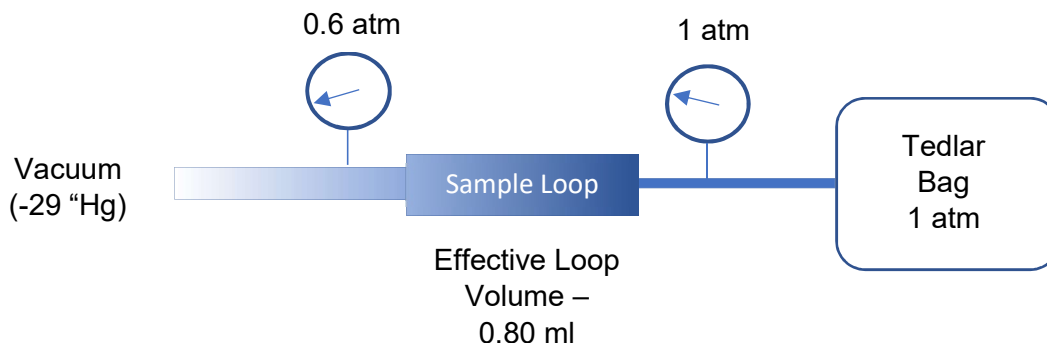 0.6 atm
1 atm
Vacuum
(-29 “Hg)
Sample Loop
Tedlar
Bag
1 atm
Effective Loop
Volume –
0.80 ml